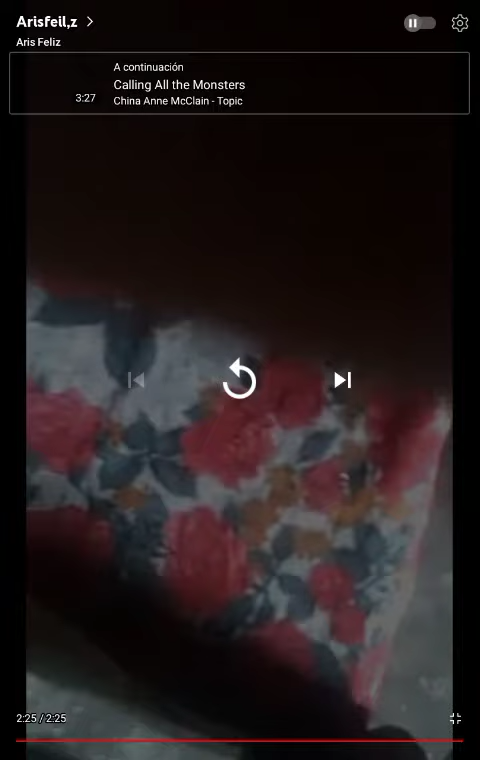 Arisfeil,z
Aris Feliz
A continuación
Calling All the Monsters
3:27
China Anne McClain - Topic
2:25 / 2:25